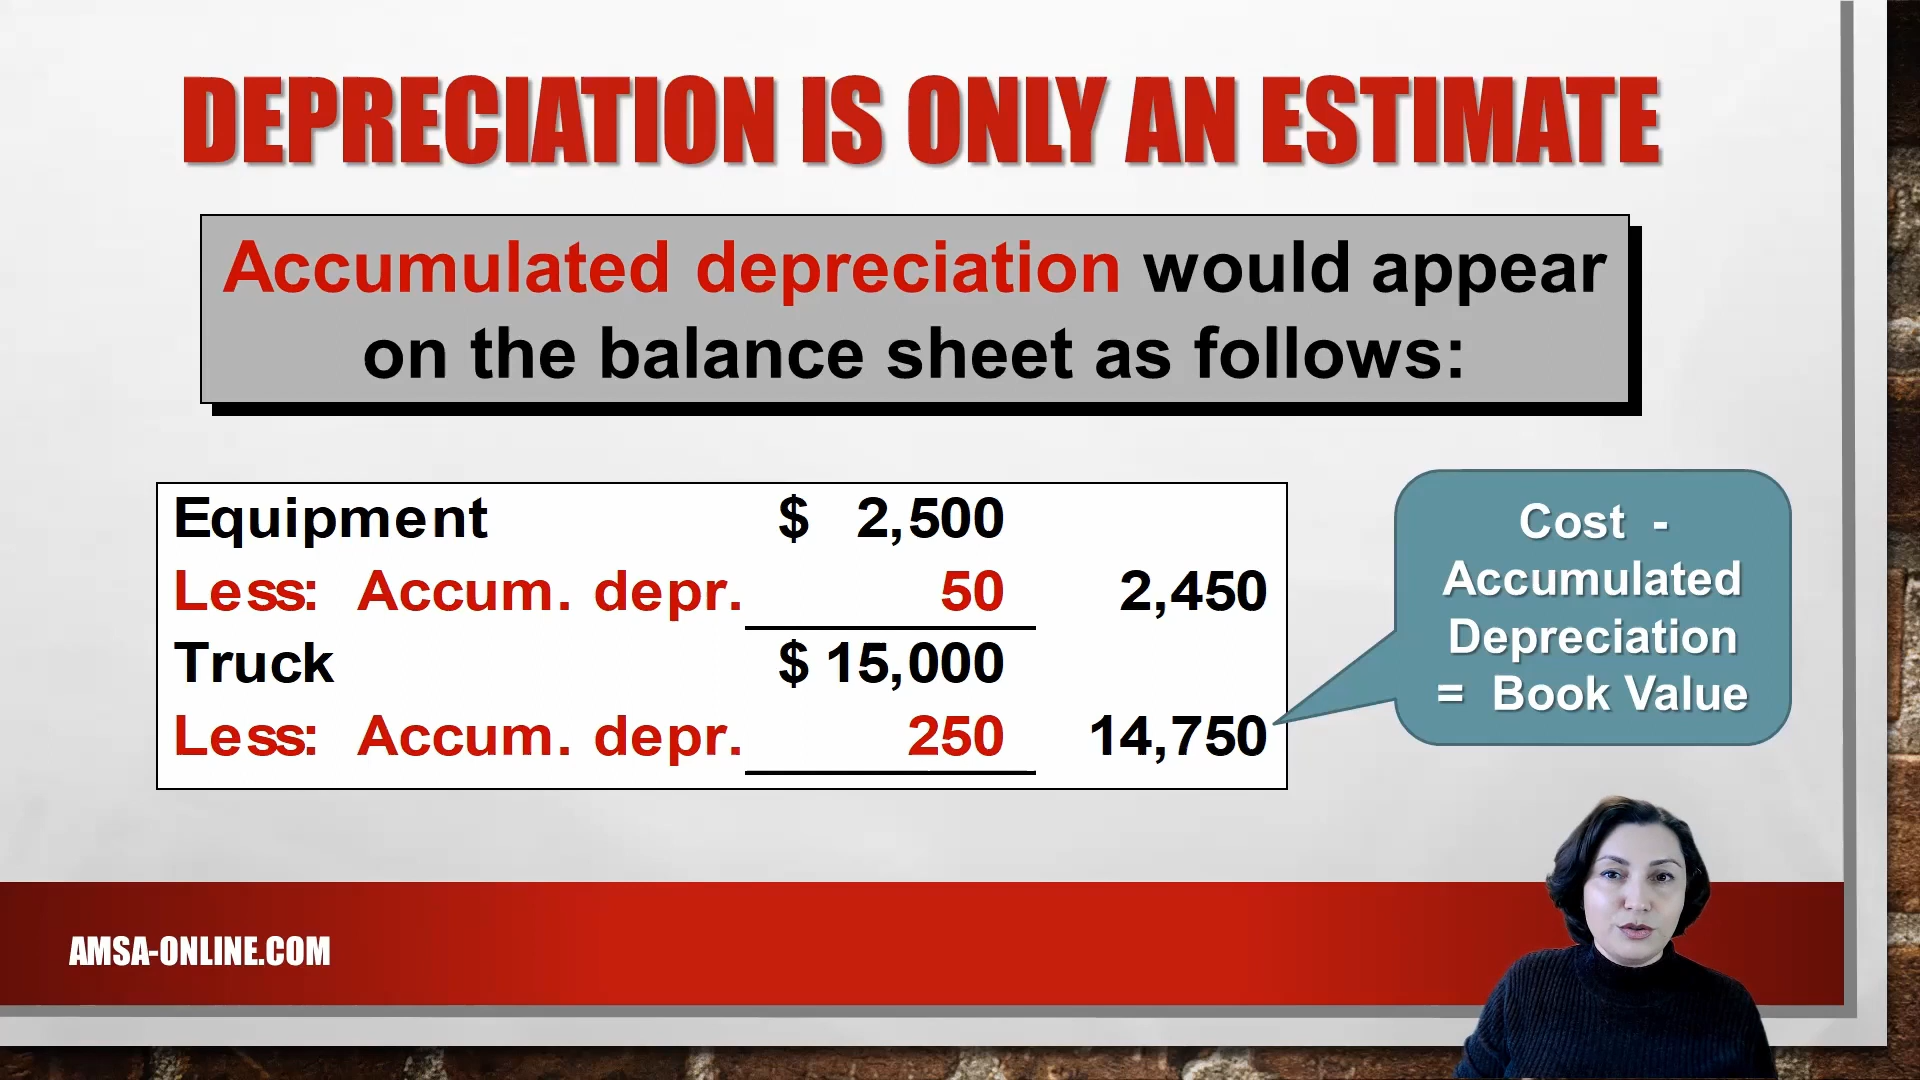 DEPRECIATION IS ONLY AN ESTIMATE
Accumulated depreciation would appear
on the balance sheet as follows:
Equipment $ 2,500
Less: Accum. depr. 50 2,450
Truck $ 15,000
Less: Accum. depr. 250 14,750
Cost -
Accumulated
Depreciation
= Book Value
AMSA-ONLINE.COM